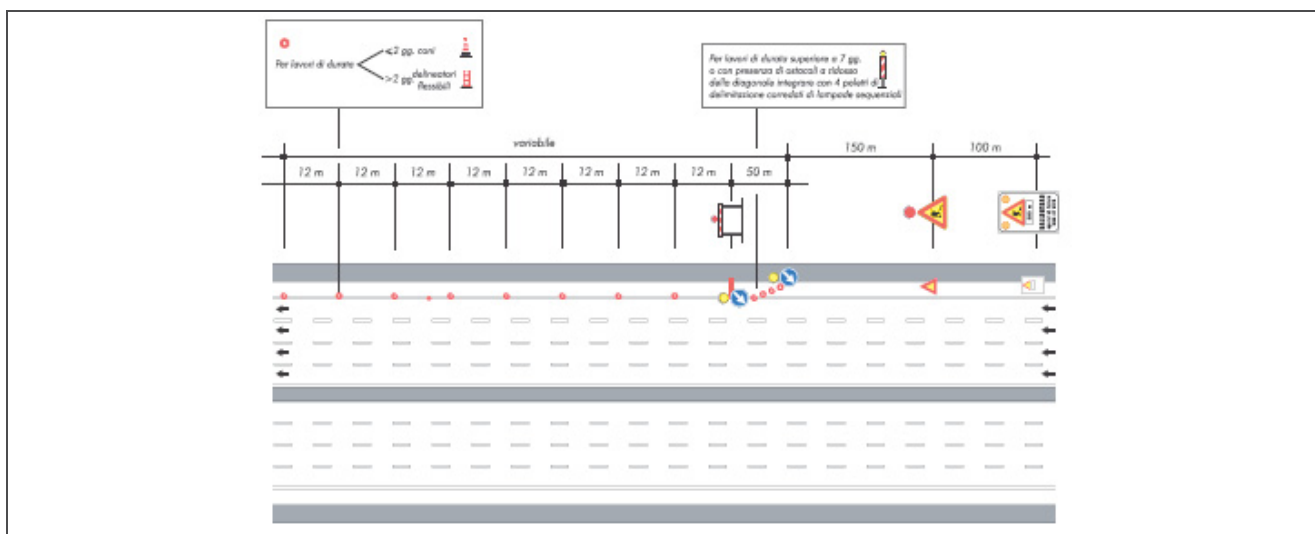 Per lavori di durata
⩽2 gg. coni
>2 gg. delineatori
flessibili
Per lavori di durata superiore a 7 gg.
o con presenza di ostacoli a ridosso
della diagonale integrare con 4 paletti di
delimitazione corredati di lampade sequenziali
variabile
150 m
100 m
12 m
12 m
12 m
12 m
12 m
12 m
12 m
12 m
50 m